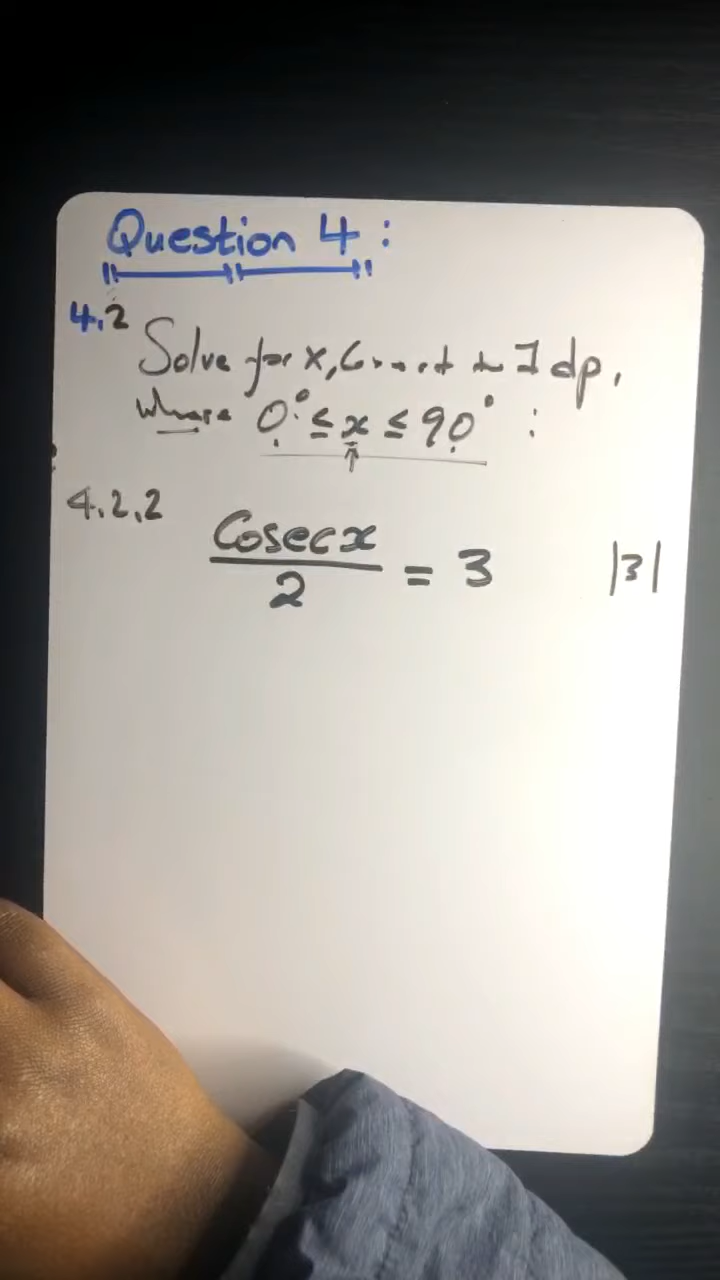 Question 4:
4.2 Solve for x, Correct to 1 dp,
where 0° ≤ x ≤ 90° :
4.2.2 Cosec x / 2 = 3 |3|